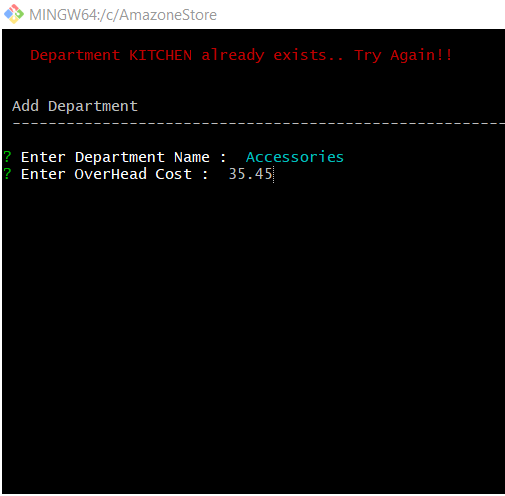 MINGW64:/c/AmazoneStore
Department KITCHEN already exists.. Try Again!!
Add Department
-------------------------------------------------------
? Enter Department Name :  Accessories
? Enter OverHead Cost :  35.45